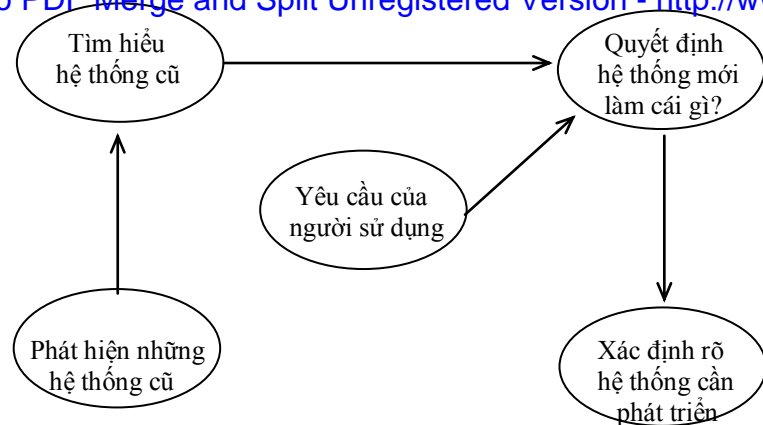 PDF Merge and Split Unregistered Version - http://w
Tìm hiểu
hệ thống cũ
Quyết định
hệ thống mới
làm cái gì?
Yêu cầu của
người sử dụng
Phát hiện những
hệ thống cũ
Xác định rõ
hệ thống cần
phát triển